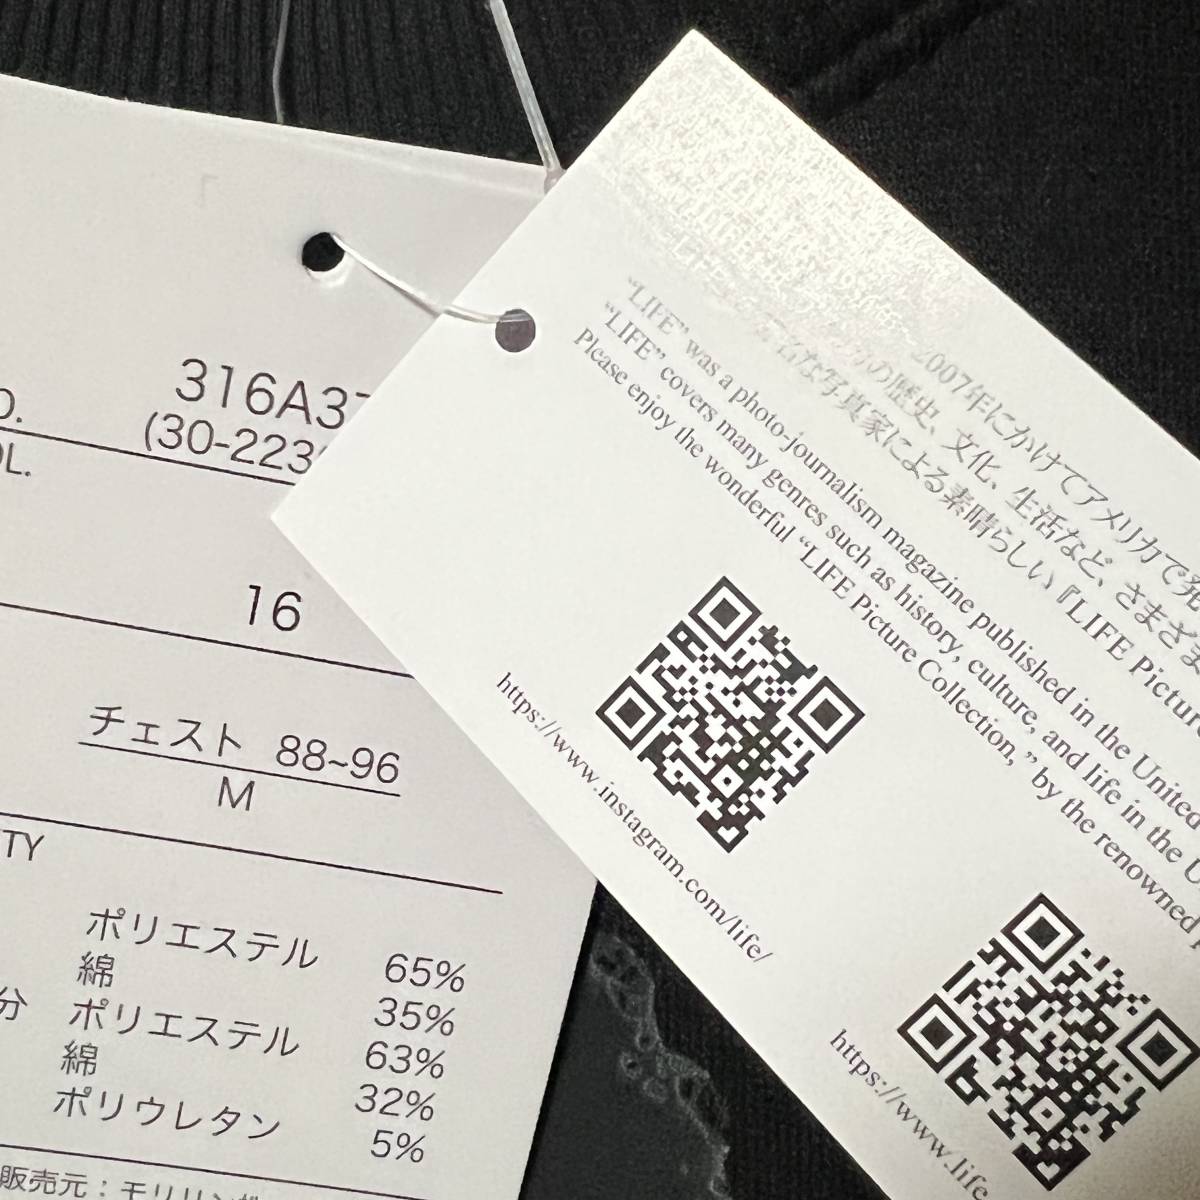 316A37
(30-223
16
チェスト 88~96
M
TY
ポリエステル 65%
綿 35%
分 ポリエステル 63%
綿 32%
ポリウレタン 5%
販売元：モリリン
2007年にかけてアメリカで発
の歴史、文化、生活など、さまざま
な写真家による素晴らしい『LIFE Picture
"LIFE" was a photo-journalism magazine published in the United
"LIFE" covers many genres such as history, culture, and life in the U
Please enjoy the wonderful "LIFE Picture Collection," by the renowned
https://www.instagram.com/life/
https://www.life.